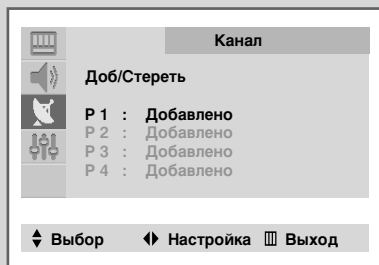 Канал
Доб/Стереть
P 1 : Добавлено
P 2 : Добавлено
P 3 : Добавлено
P 4 : Добавлено
Выбор Настройка Выход